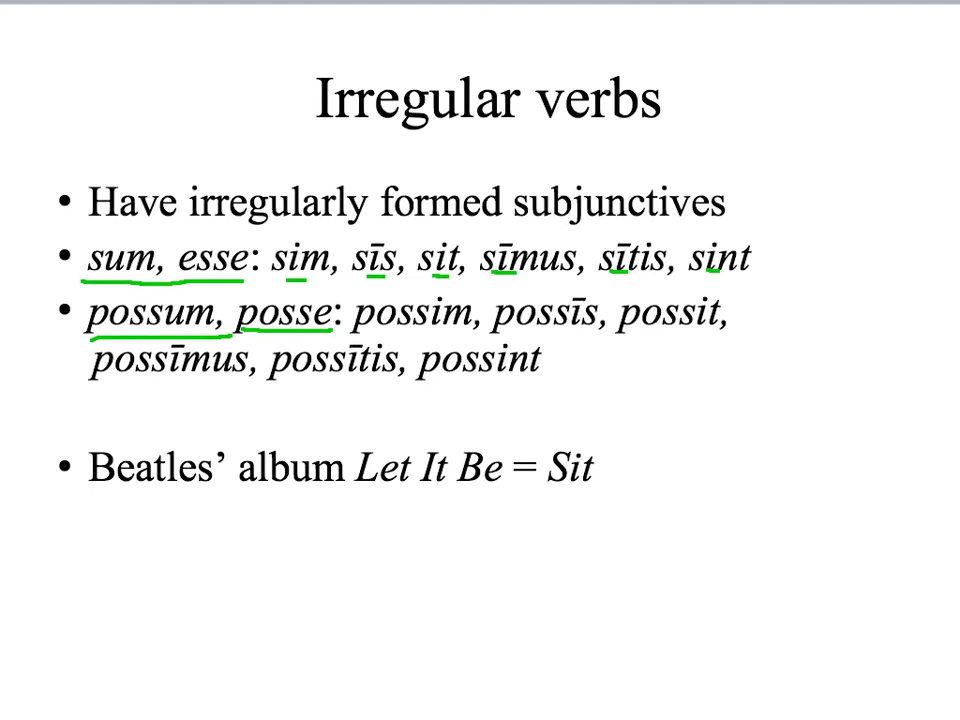 Irregular verbs
• Have irregularly formed subjunctives
• sum, esse: sim, sīs, sit, sīmus, sītis, sint
• possum, posse: possim, possīs, possit,
possīmus, possītis, possint
• Beatles’ album Let It Be = Sit